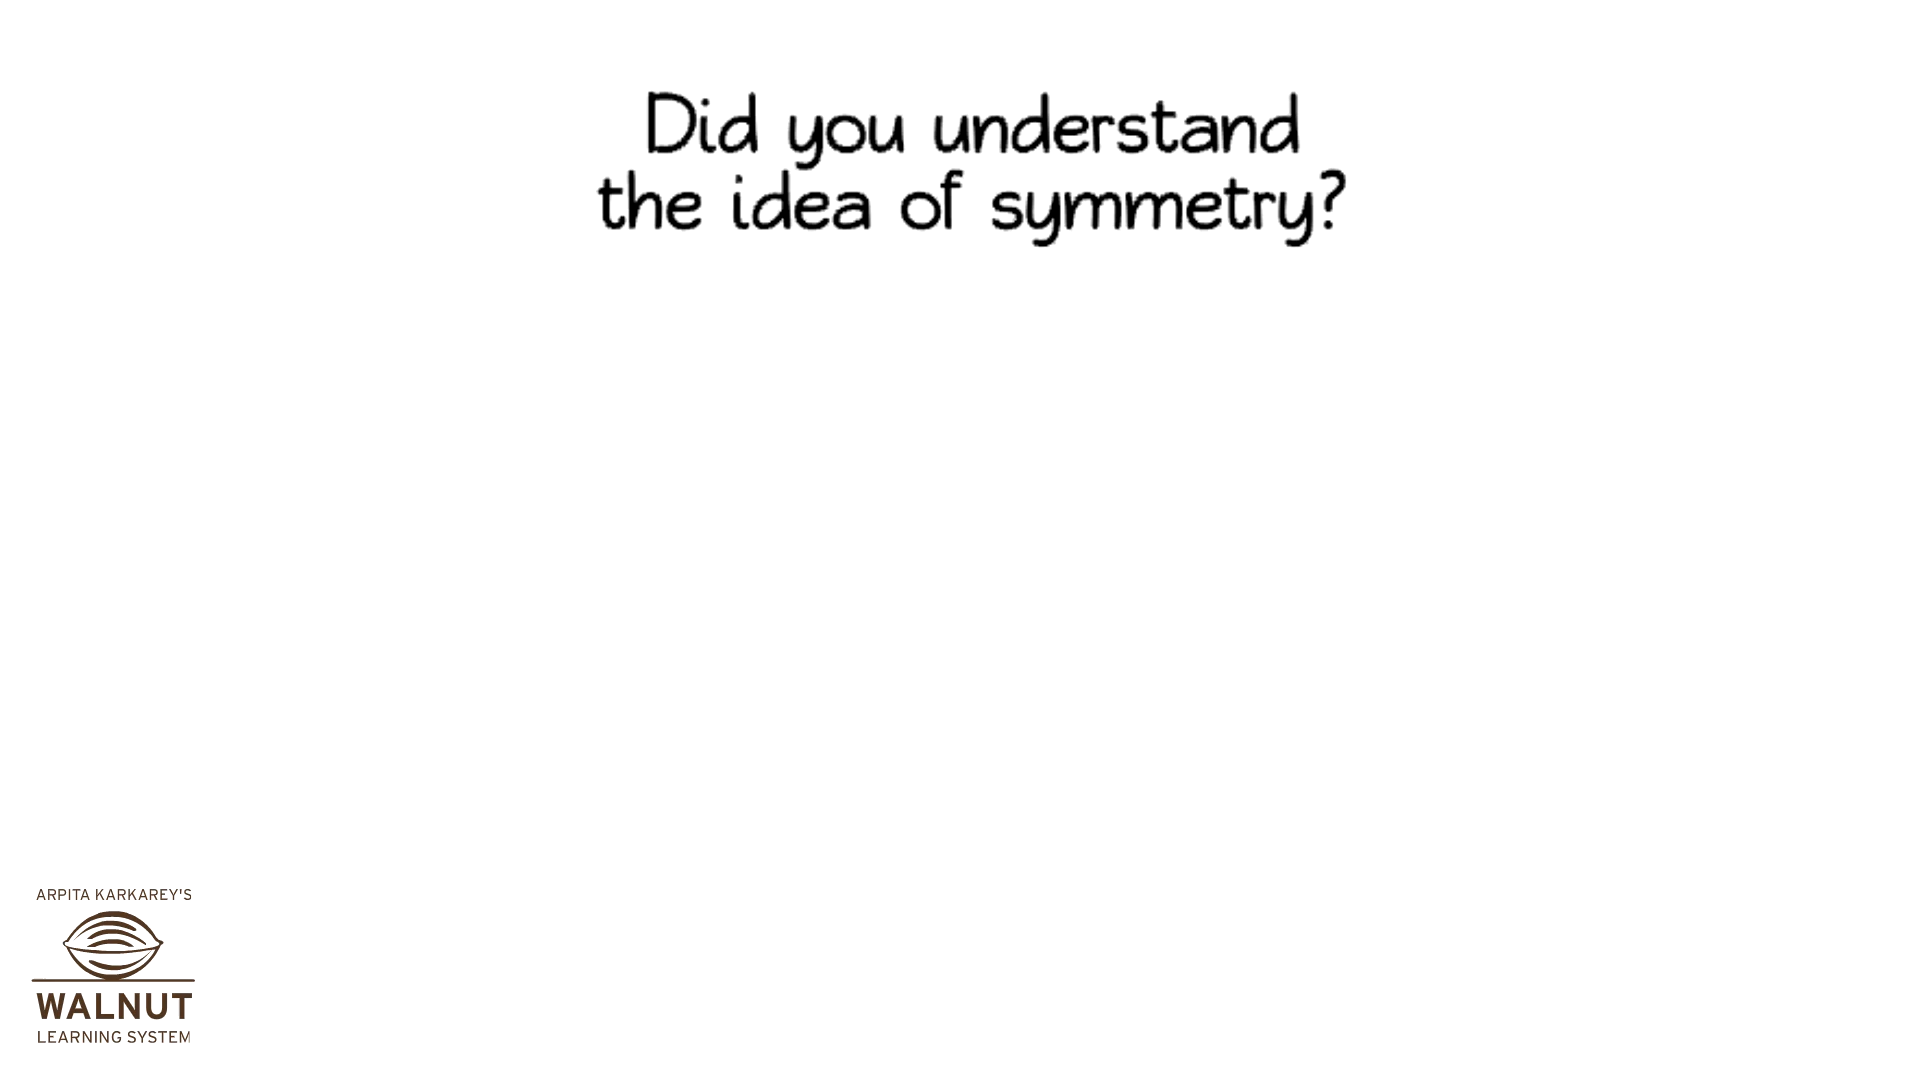 Did you understand
the idea of symmetry?
ARPITA KARKAREY'S
WALNUT
LEARNING SYSTEM